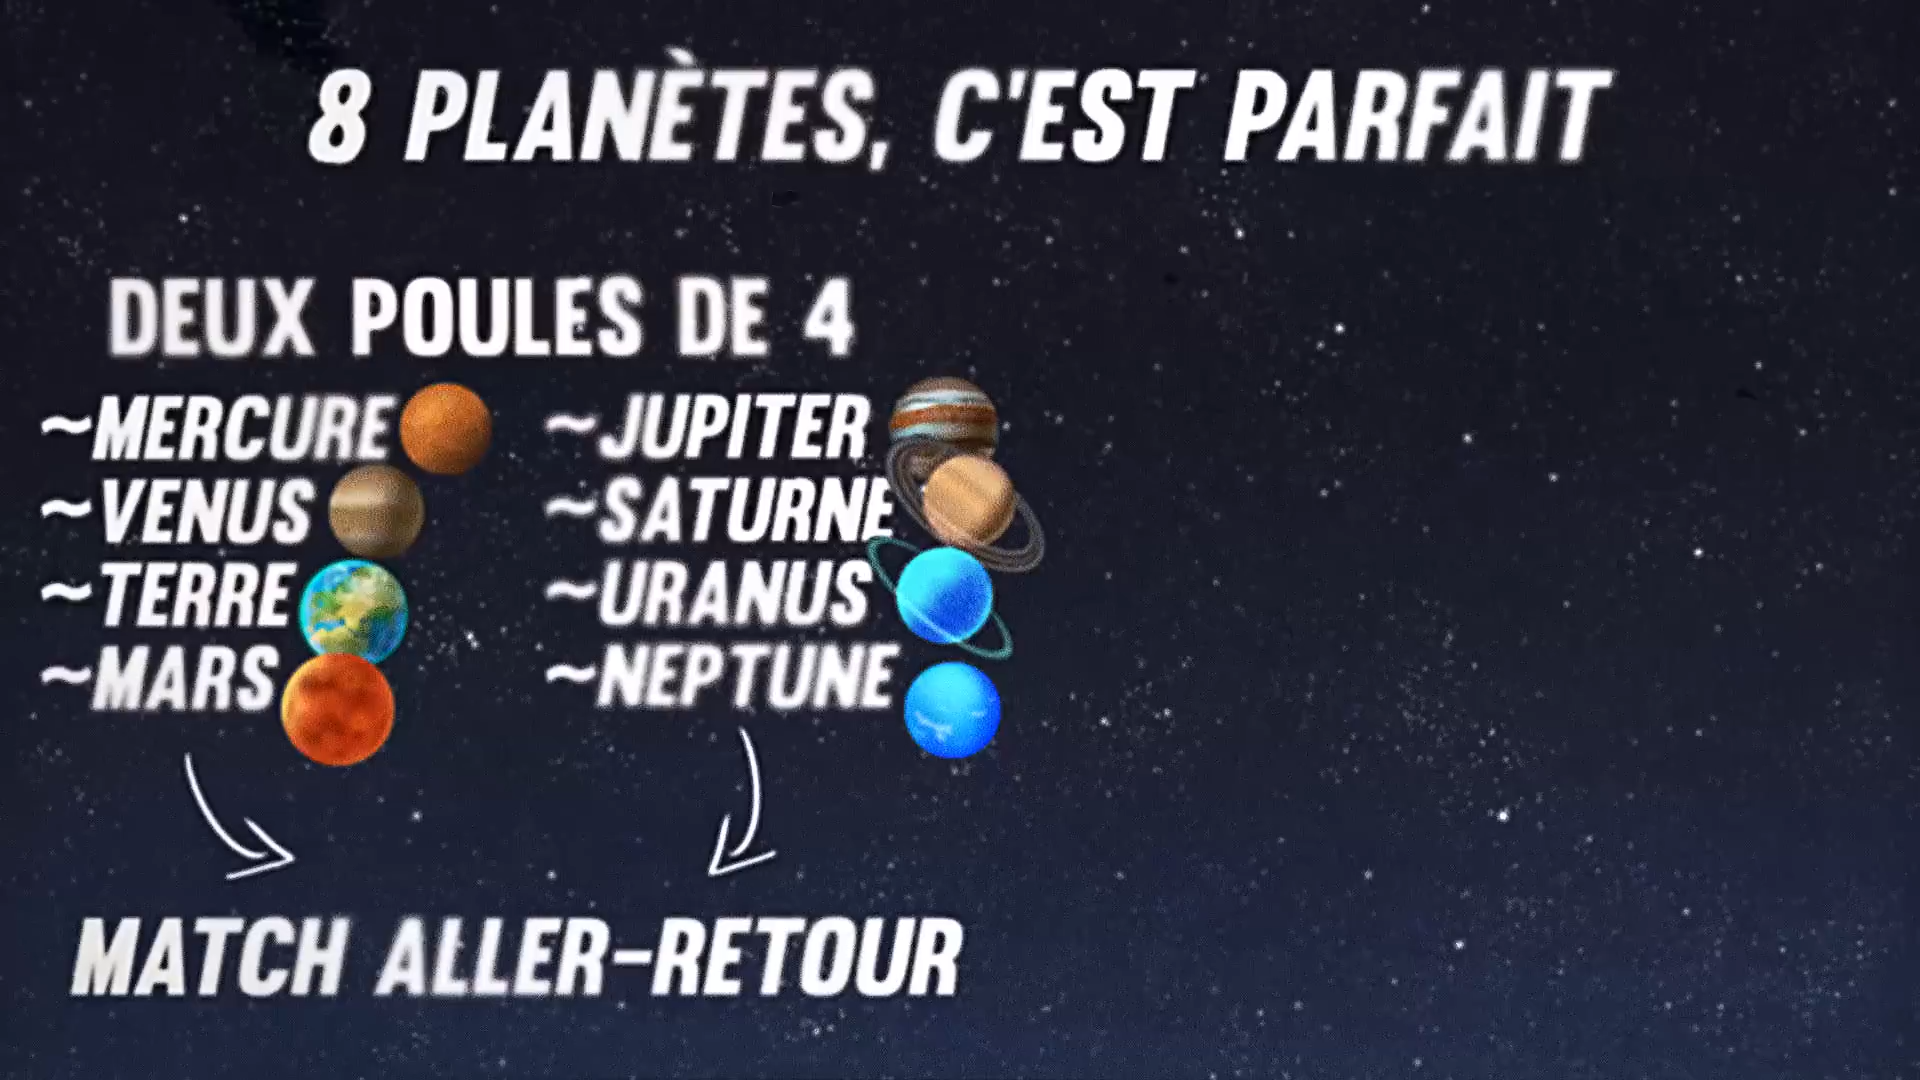 8 PLANÈTES, C'EST PARFAIT
DEUX POULES DE 4
~MERCURE
~VENUS
~TERRE
~MARS
~JUPITER
~SATURNE
~URANUS
~NEPTUNE
MATCH ALLER-RETOUR